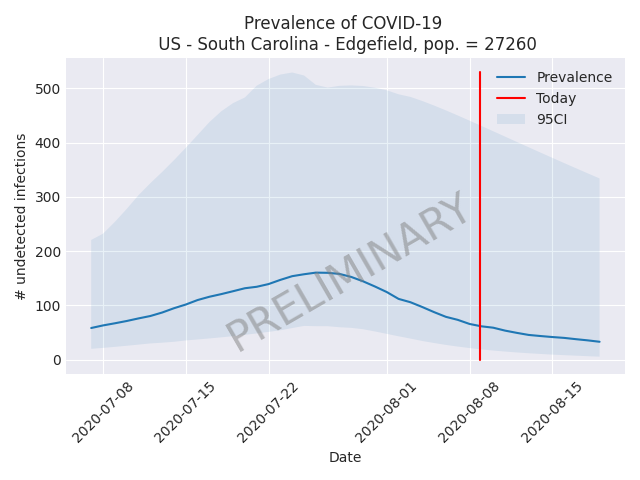 Prevalence of COVID-19
US - South Carolina - Edgefield, pop. = 27260
# undetected infections
500
400
300
200
100
0
Prevalence
Today
95CI
PRELIMINARY
2020-07-08
2020-07-15
2020-07-22
2020-08-01
2020-08-08
2020-08-15
Date